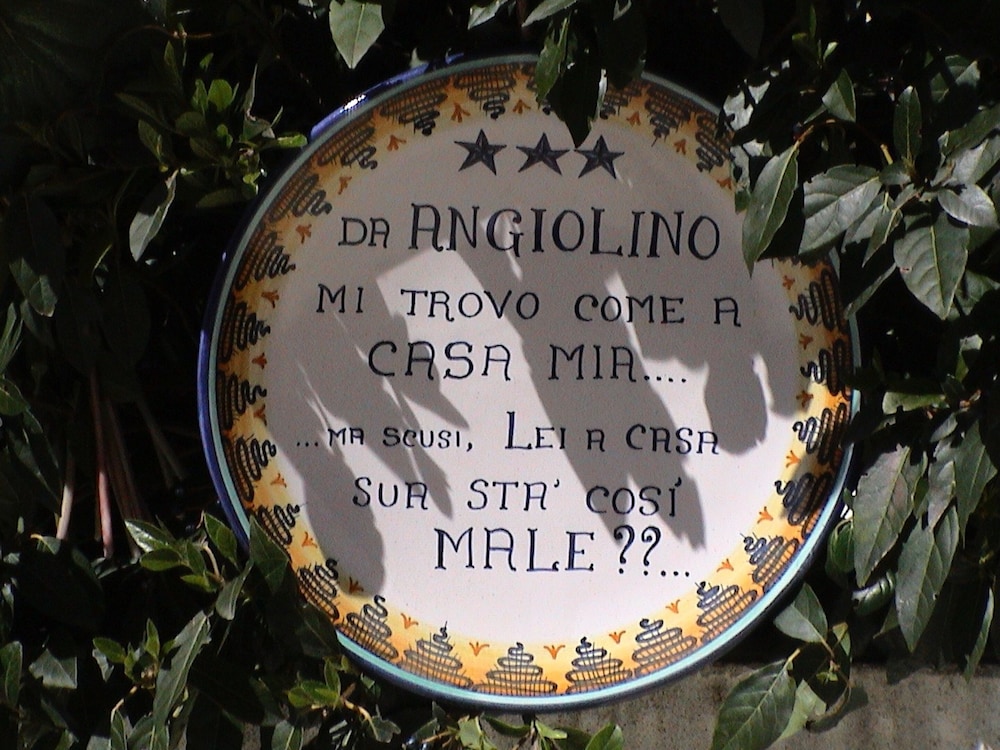 DA ANGIOLINO
MI TROVO COME A
CASA MIA....
...MA SCUSI, LEI A CASA
SUA STA' COSÍ
MALE??...